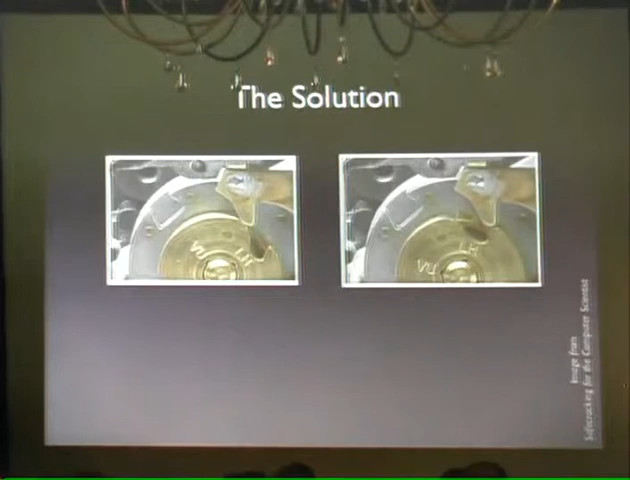 The Solution
Image from
Safecracking for the Computer Scientist